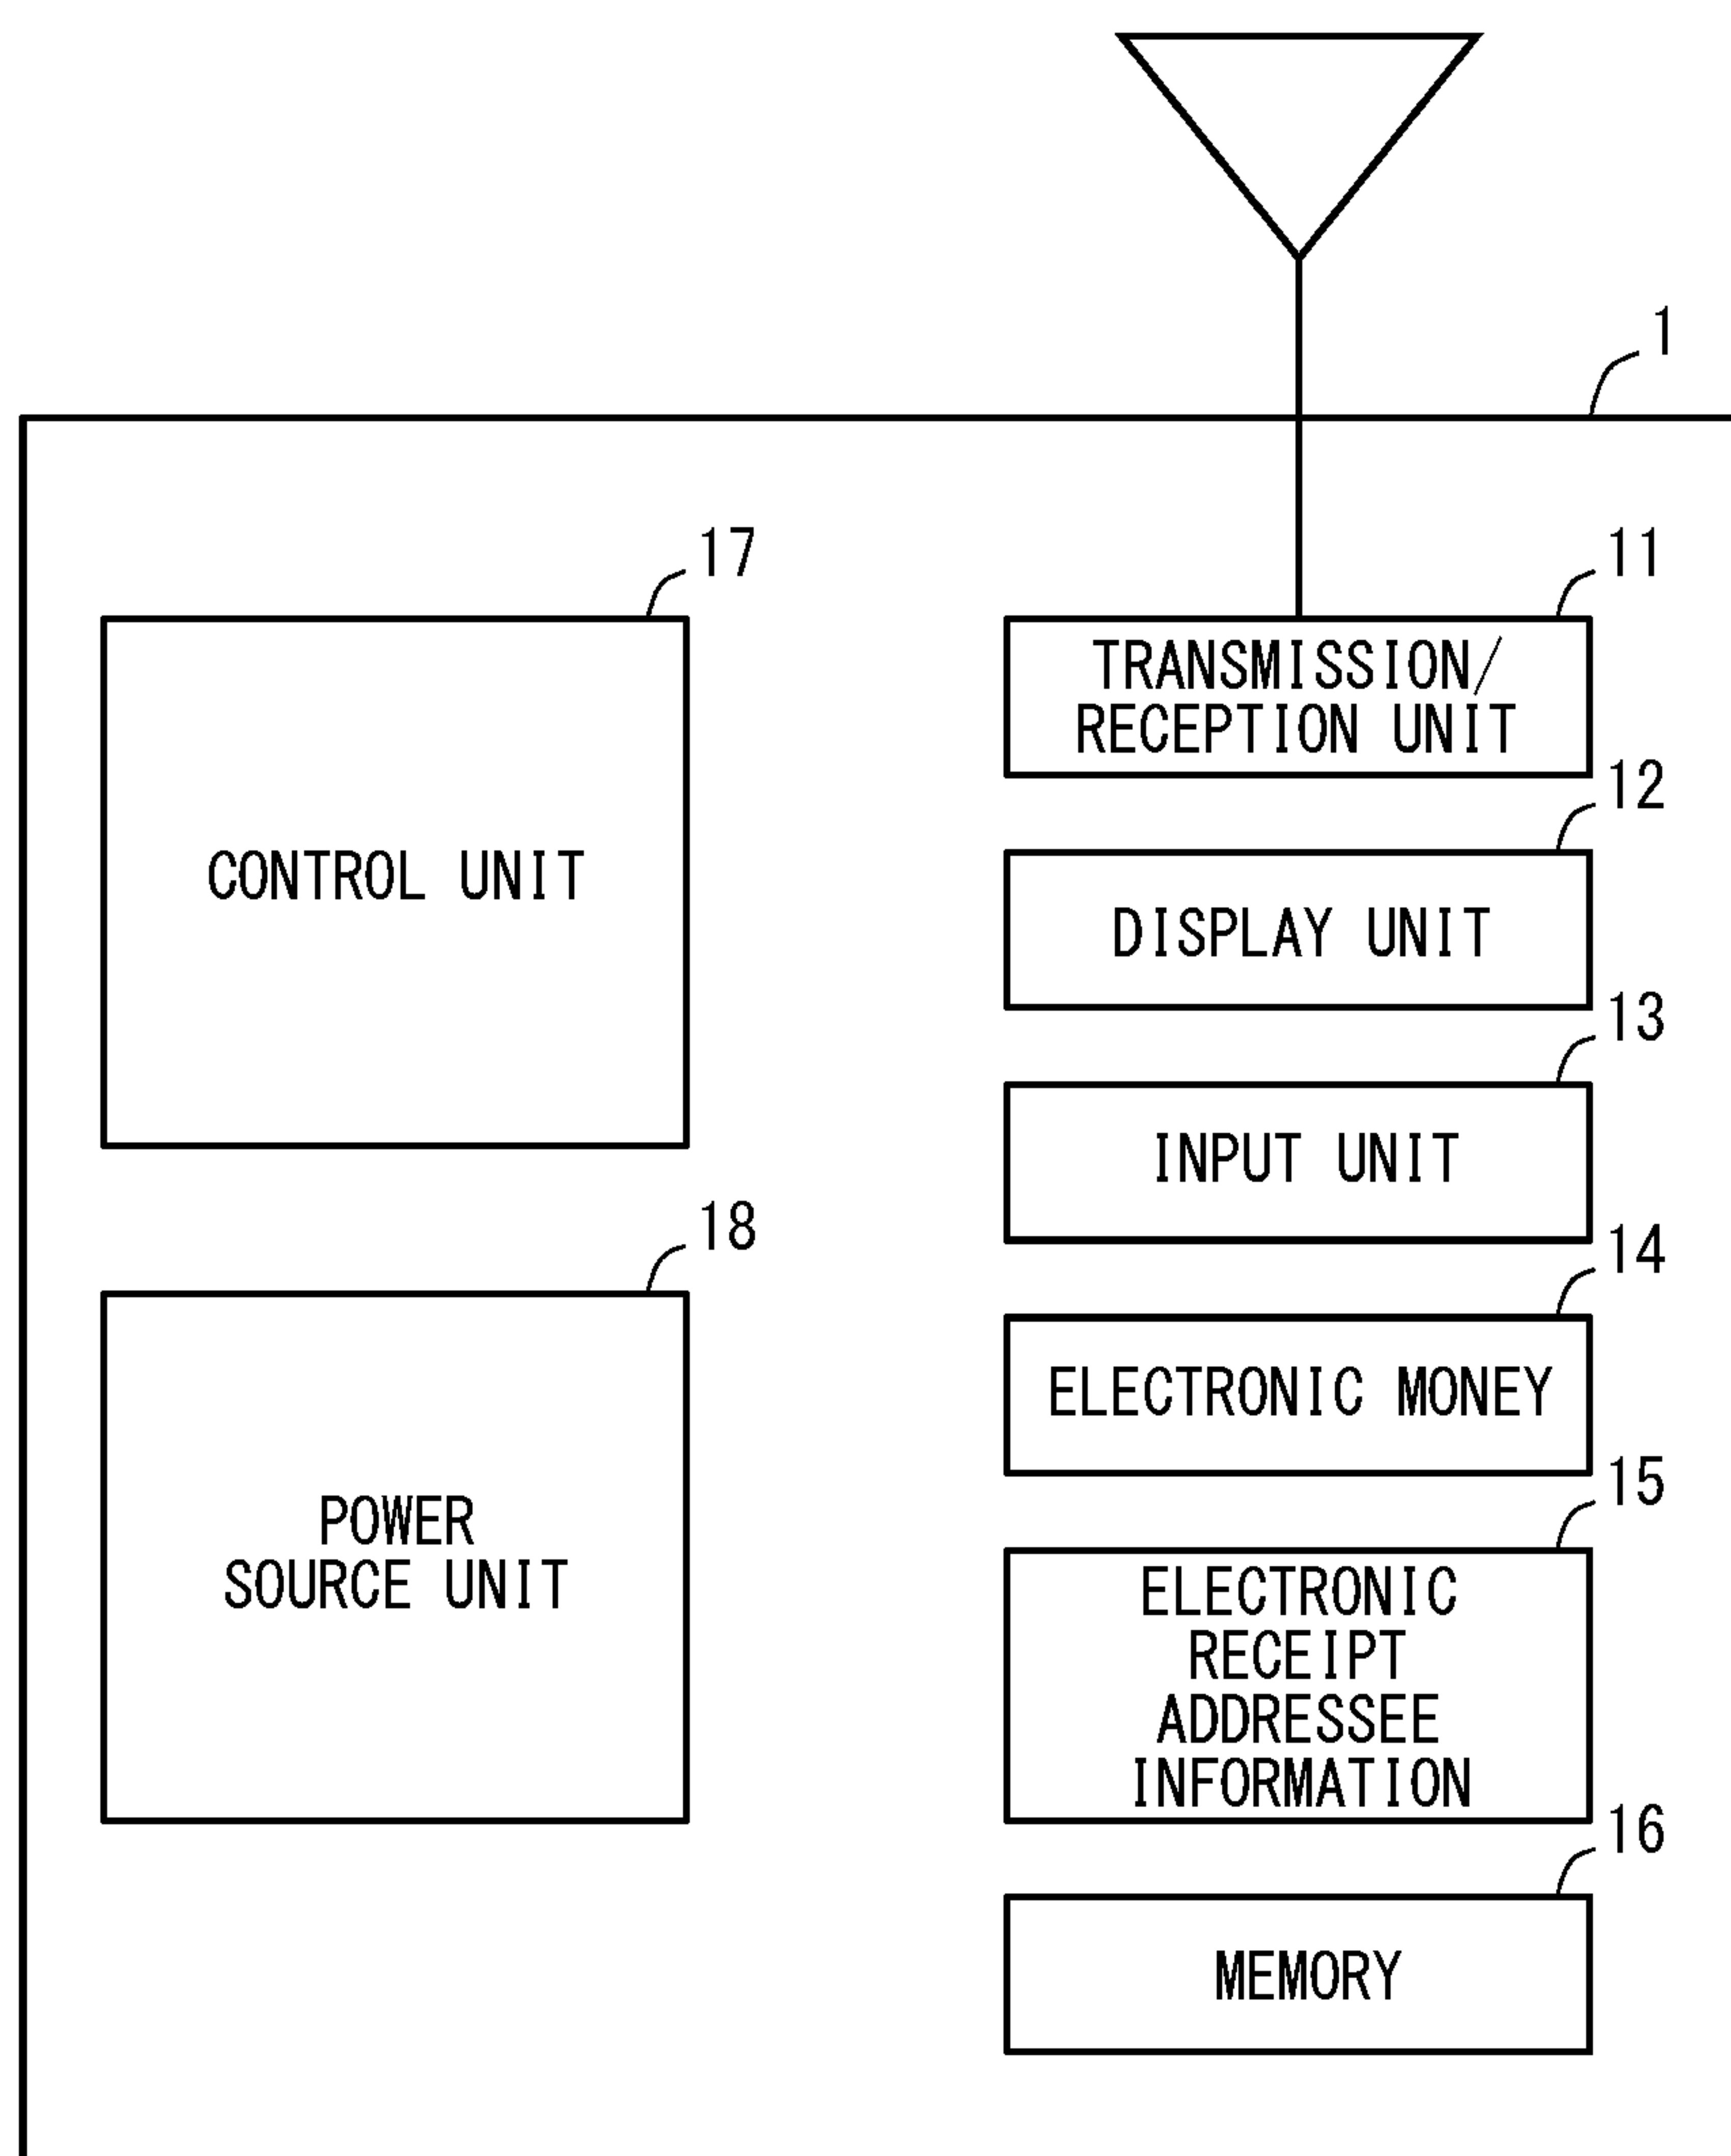 1
17
CONTROL UNIT
18
POWER
SOURCE UNIT
11
TRANSMISSION/
RECEPTION UNIT
12
DISPLAY UNIT
13
INPUT UNIT
14
ELECTRONIC MONEY
15
ELECTRONIC
RECEIPT
ADDRESSEE
INFORMATION
16
MEMORY